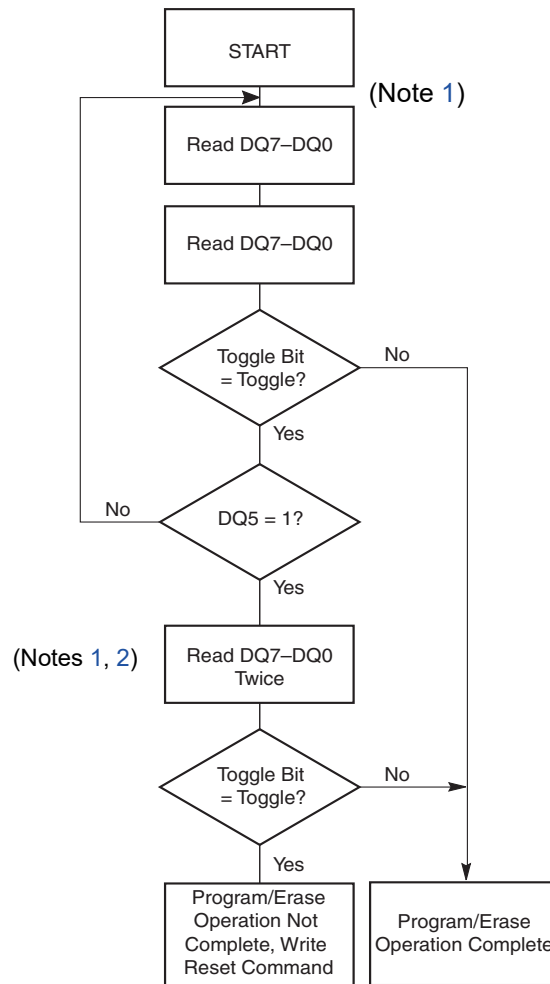 START
(Note 1)
Read DQ7–DQ0
Read DQ7–DQ0
Toggle Bit
= Toggle?
No
Yes
No
DQ5 = 1?
Yes
(Notes 1, 2)
Read DQ7–DQ0
Twice
Toggle Bit
= Toggle?
No
Yes
Program/Erase
Operation Not
Complete, Write
Reset Command
Program/Erase
Operation Complete